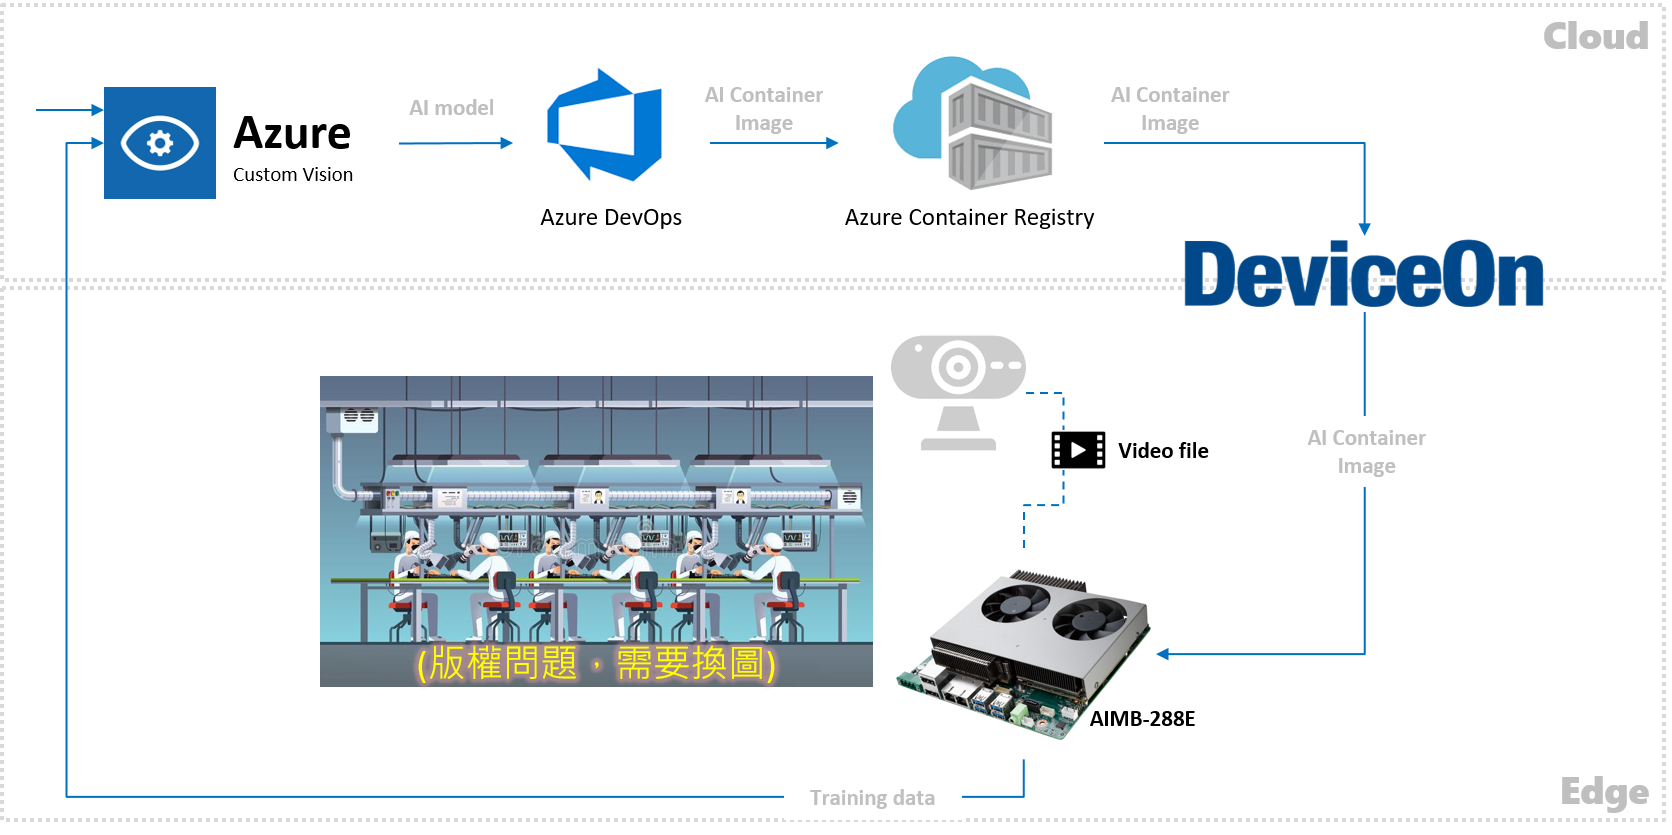 Cloud
Azure
Custom Vision
AI model
Azure DevOps
AI Container
Image
Azure Container Registry
AI Container
Image
DeviceOn
Video file
AI Container
Image
(版權問題，需要換圖)
AIMB-288E
Training data
Edge